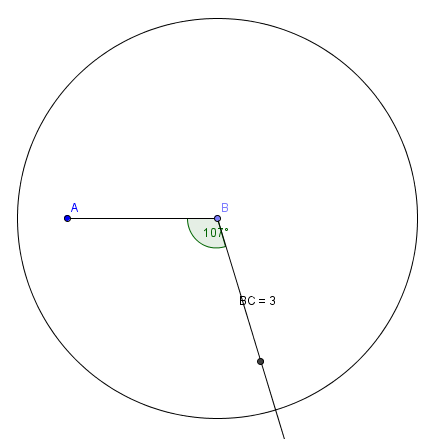 A
B
107°
BC = 3